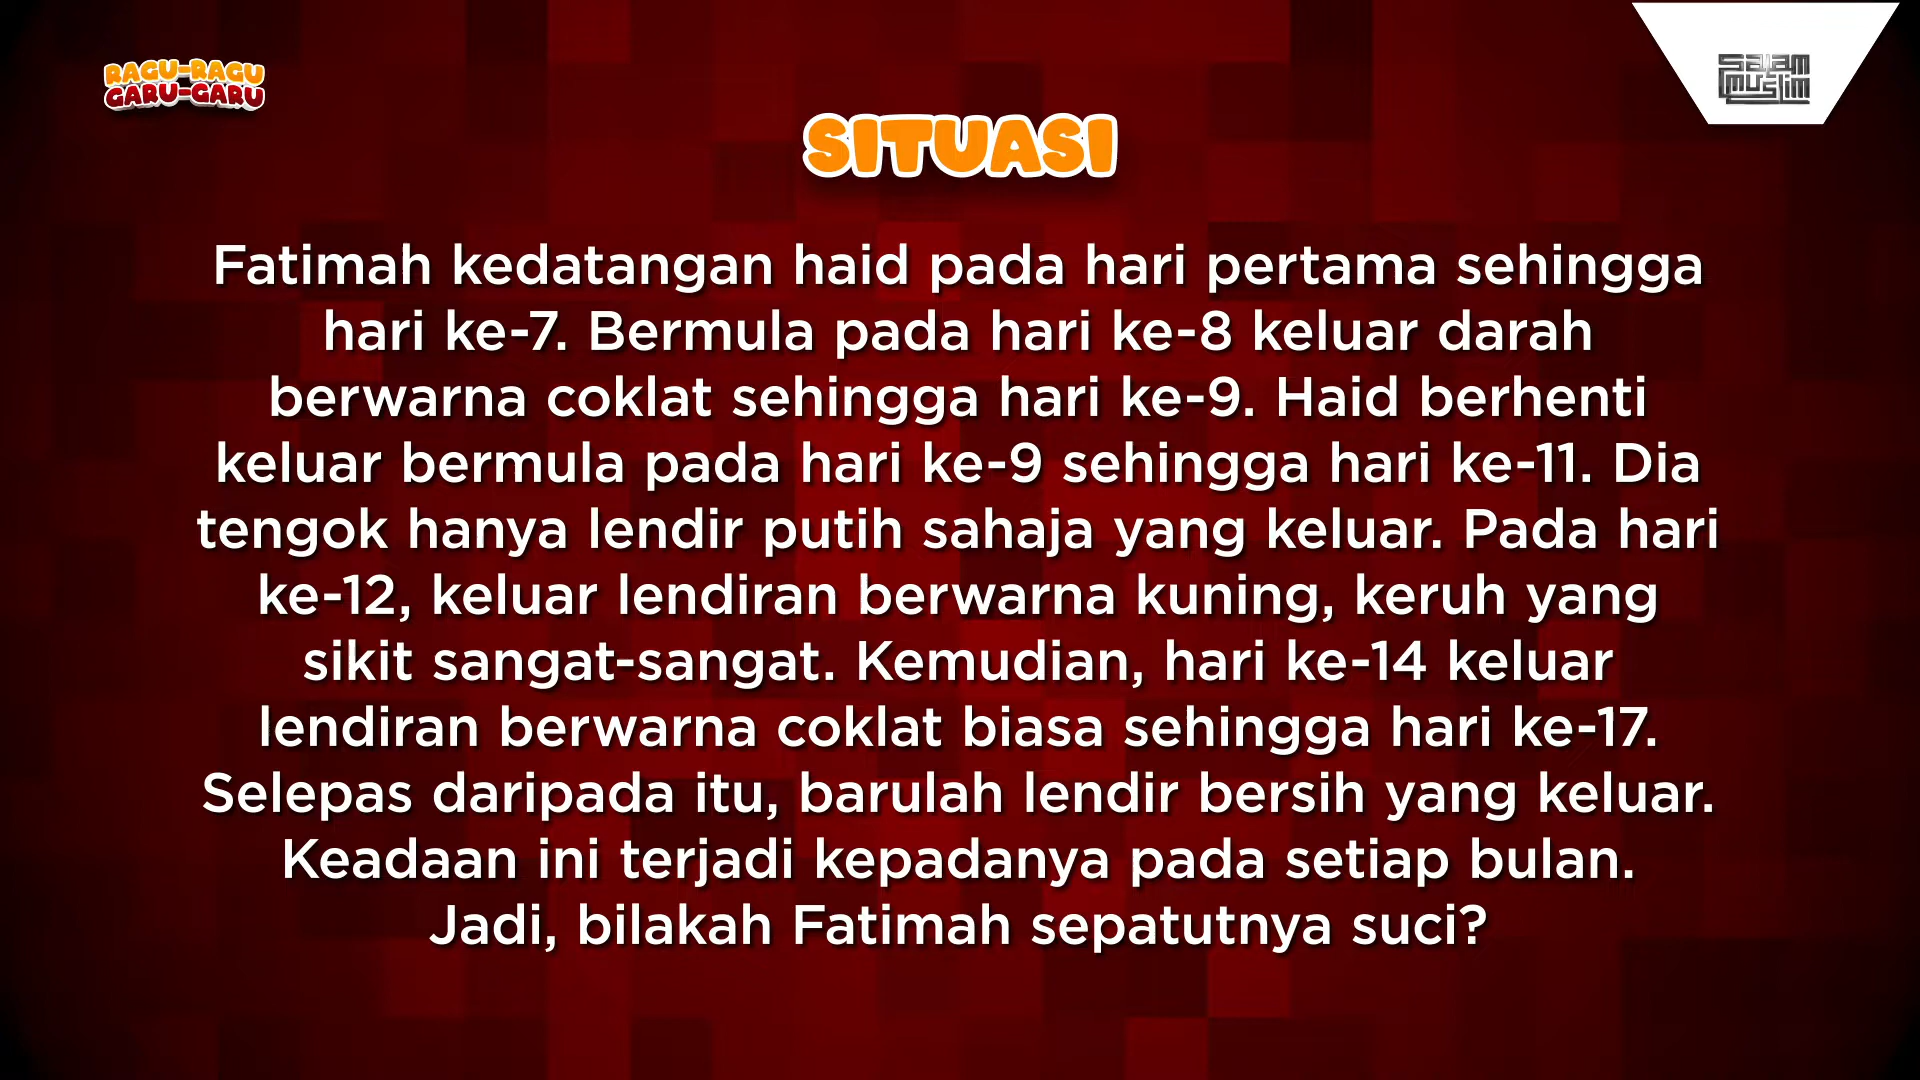 RAGU-RAGU
GARU-GARU
salam
muslim
SITUASI
Fatimah kedatangan haid pada hari pertama sehingga
hari ke-7. Bermula pada hari ke-8 keluar darah
berwarna coklat sehingga hari ke-9. Haid berhenti
keluar bermula pada hari ke-9 sehingga hari ke-11. Dia
tengok hanya lendir putih sahaja yang keluar. Pada hari
ke-12, keluar lendiran berwarna kuning, keruh yang
sikit sangat-sangat. Kemudian, hari ke-14 keluar
lendiran berwarna coklat biasa sehingga hari ke-17.
Selepas daripada itu, barulah lendir bersih yang keluar.
Keadaan ini terjadi kepadanya pada setiap bulan.
Jadi, bilakah Fatimah sepatutnya suci?